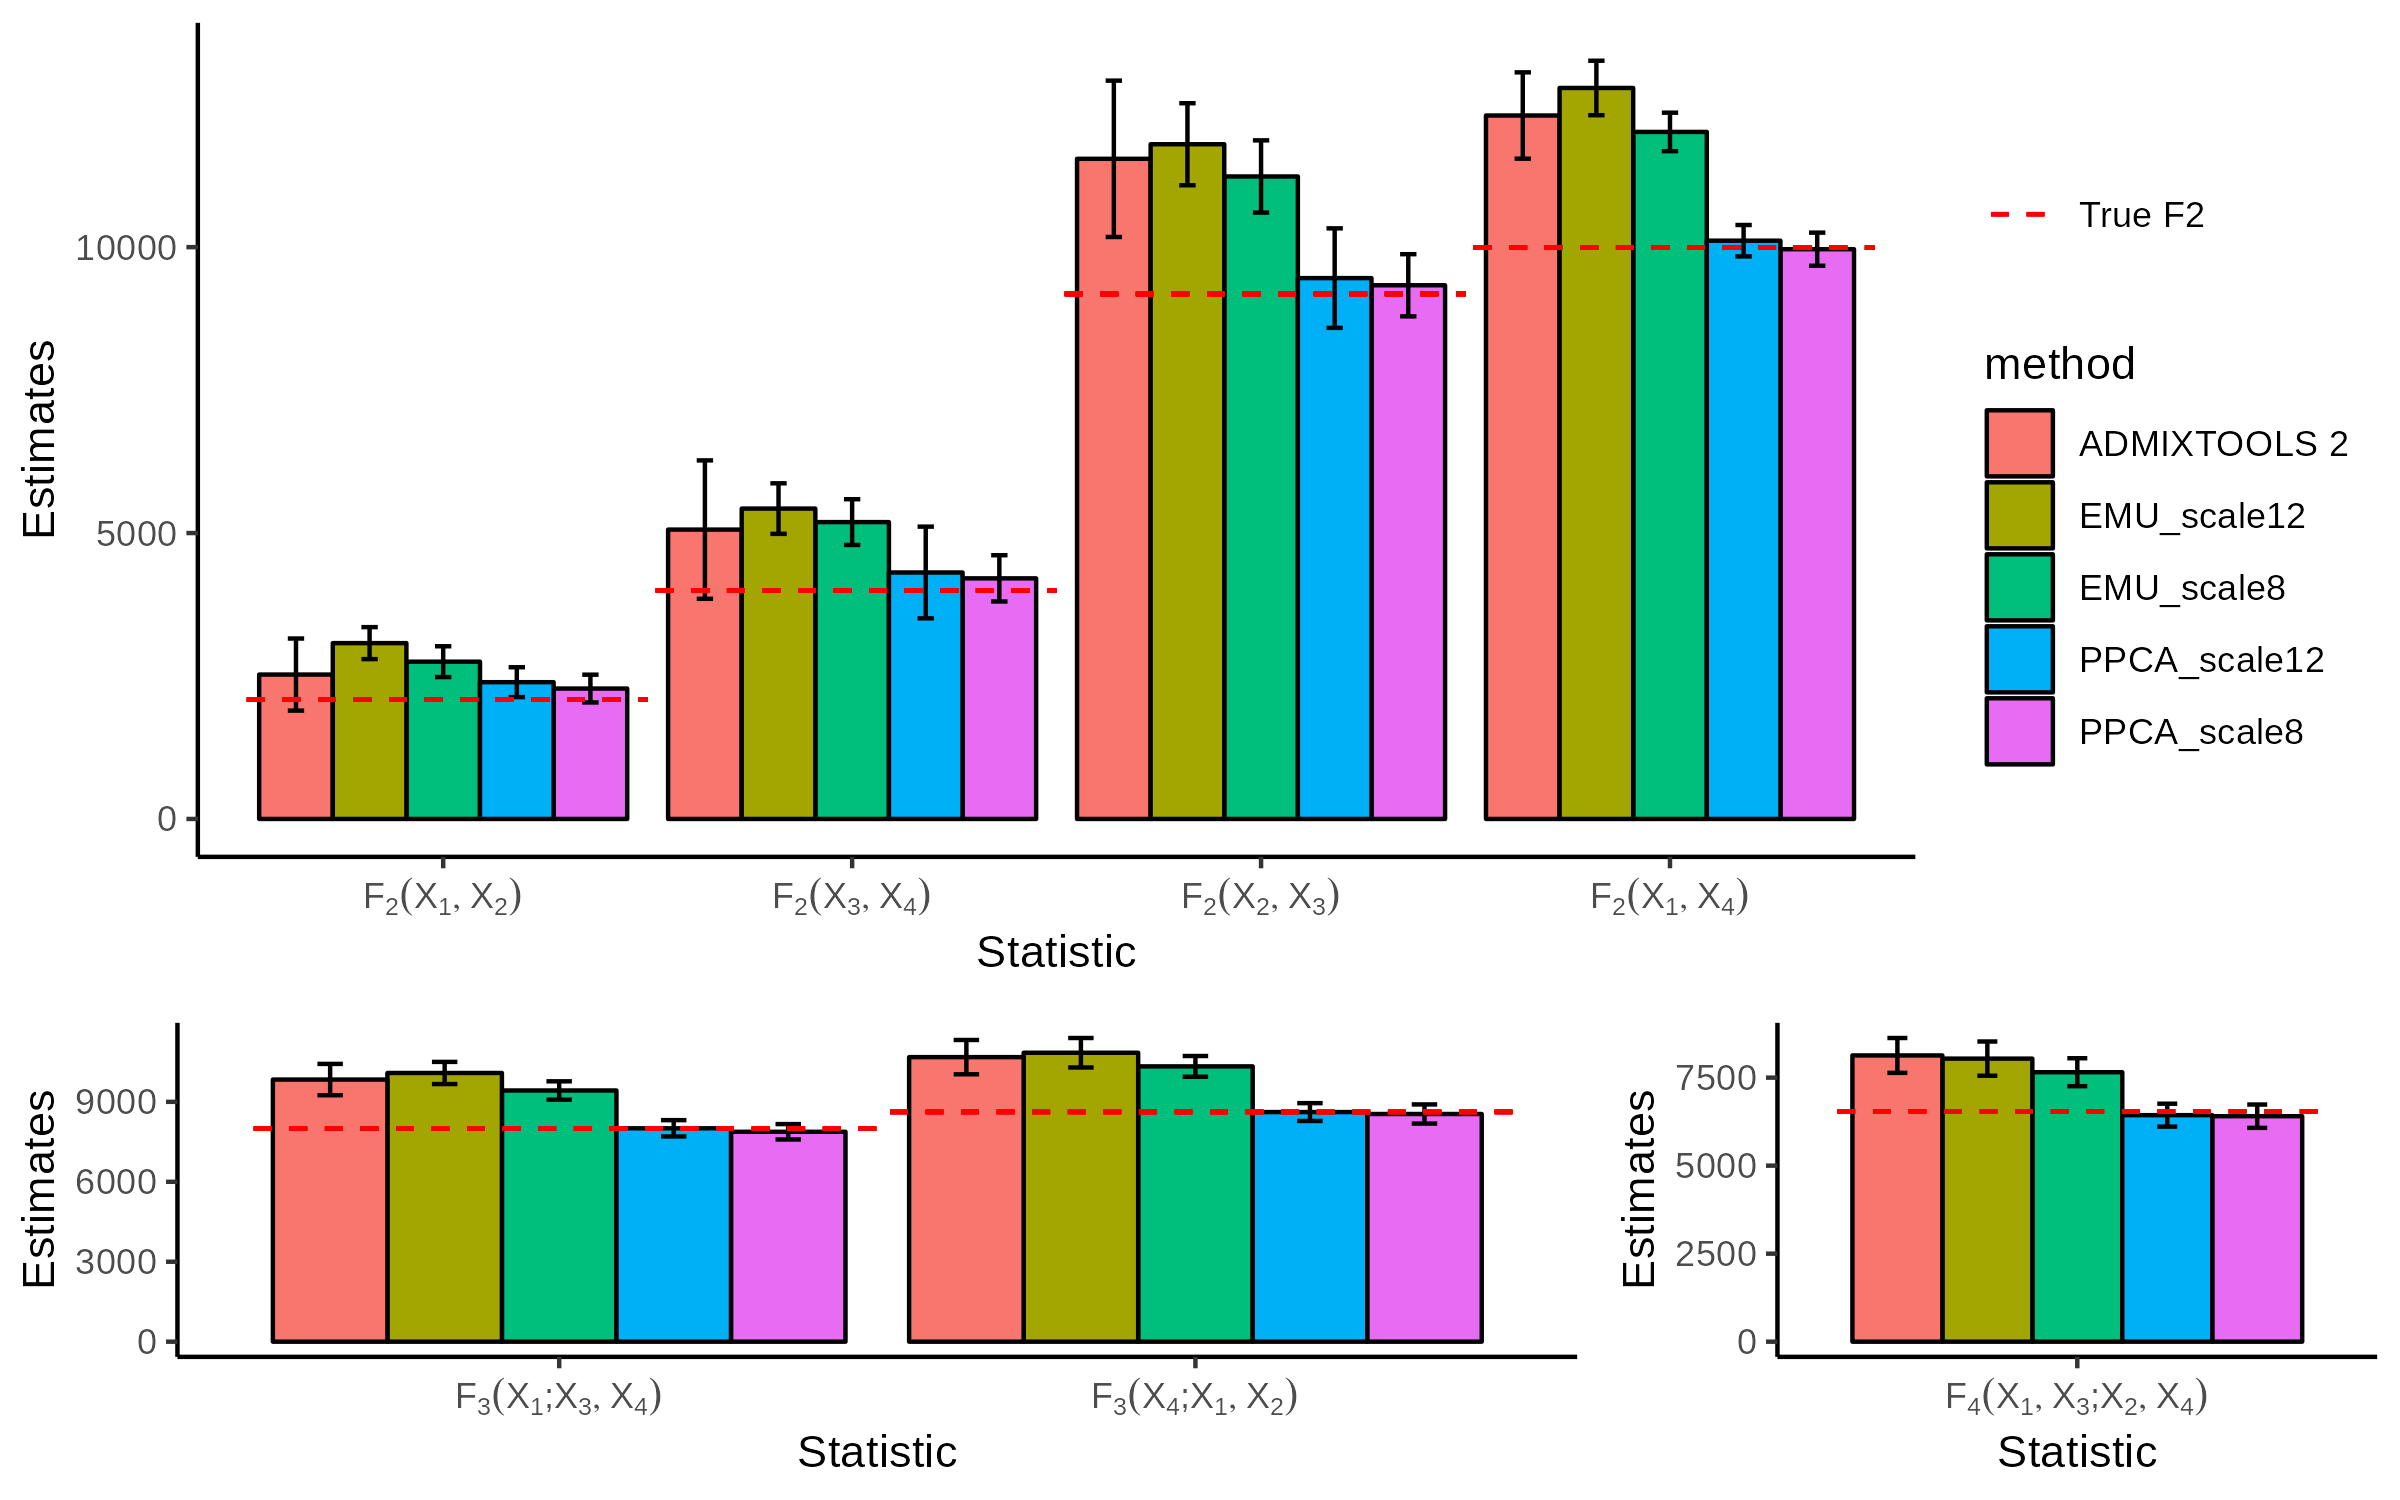 Estimates
10000
5000
0
F₂(X₁, X₂)
F₂(X₃, X₄)
F₂(X₂, X₃)
F₂(X₁, X₄)
Statistic
True F2
method
ADMIXTOOLS 2
EMU_scale12
EMU_scale8
PPCA_scale12
PPCA_scale8
Estimates
9000
6000
3000
0
F₃(X₁;X₃, X₄)
F₃(X₄;X₁, X₂)
Statistic
Estimates
7500
5000
2500
0
F₄(X₁, X₃;X₂, X₄)
Statistic